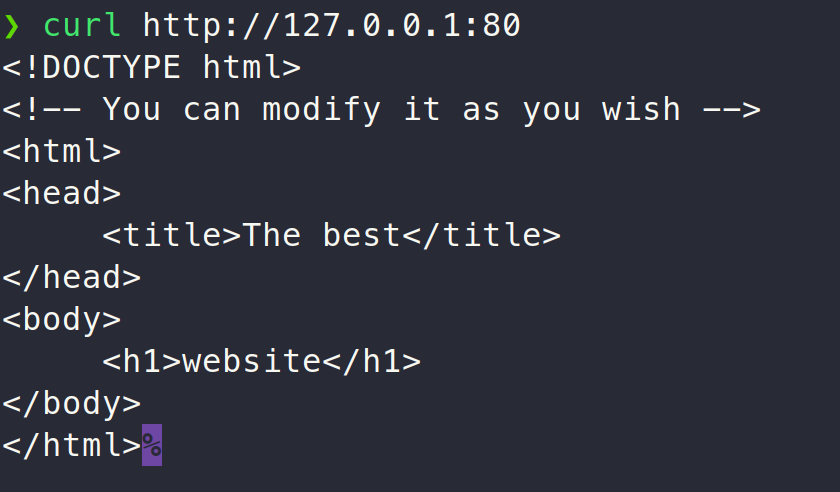 ❯ curl http://127.0.0.1:80
<!DOCTYPE html>
<!-- You can modify it as you wish -->
<html>
<head>
     <title>The best</title>
</head>
<body>
     <h1>website</h1>
</body>
</html>%